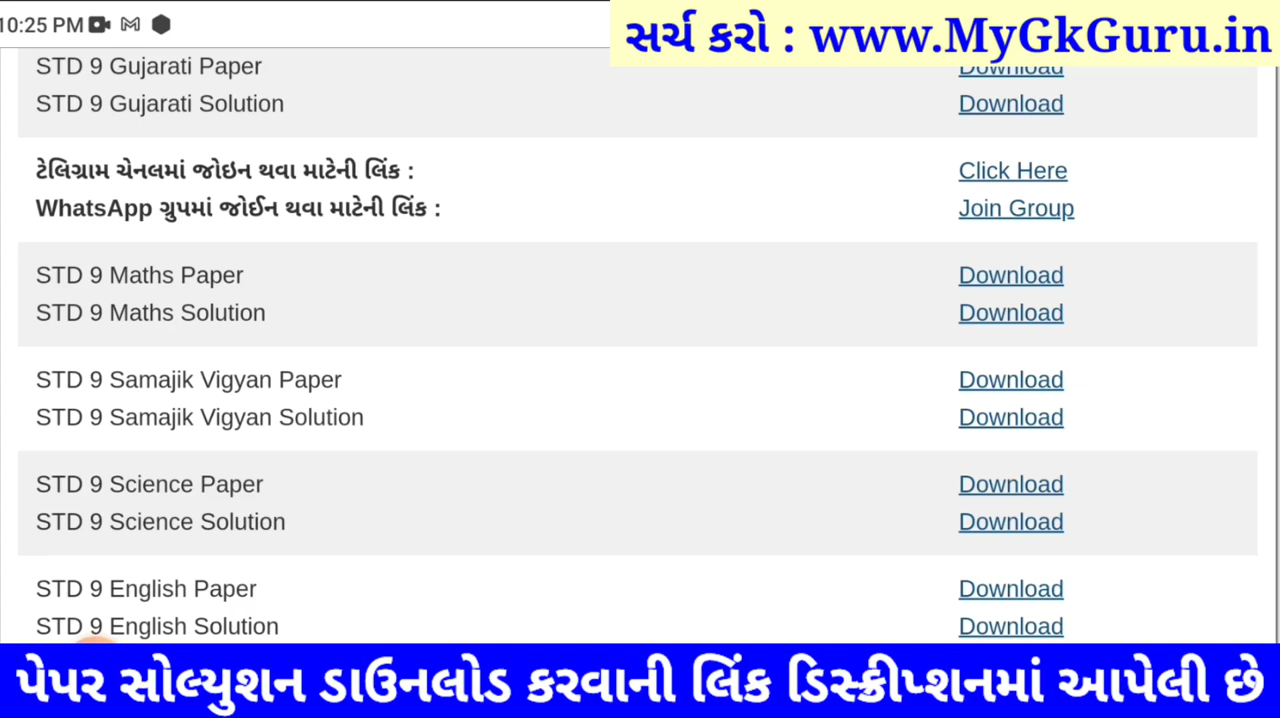 10:25 PM
સર્ચ કરો : www.MyGkGuru.in
STD 9 Gujarati Paper Download
STD 9 Gujarati Solution Download
ટેલિગ્રામ ચેનલમાં જોઇન થવા માટેની લિંક : Click Here
WhatsApp ગ્રુપમાં જોઈન થવા માટેની લિંક : Join Group
STD 9 Maths Paper Download
STD 9 Maths Solution Download
STD 9 Samajik Vigyan Paper Download
STD 9 Samajik Vigyan Solution Download
STD 9 Science Paper Download
STD 9 Science Solution Download
STD 9 English Paper Download
STD 9 English Solution Download
પેપર સોલ્યુશન ડાઉનલોડ કરવાની લિંક ડિસ્ક્રીપ્શનમાં આપેલી છે